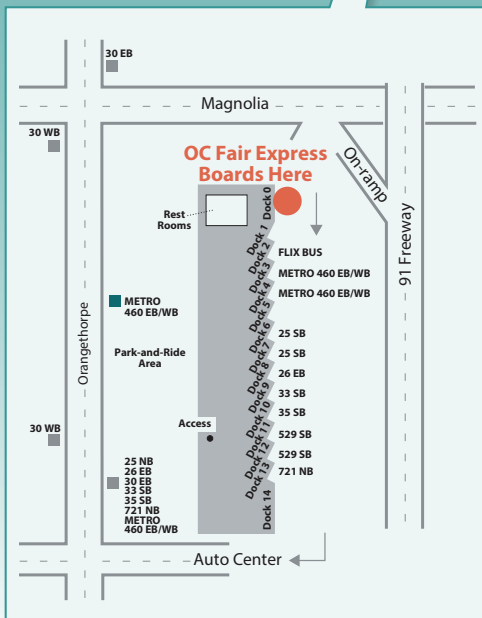 30 EB
Magnolia
30 WB
OC Fair Express
Boards Here
On-ramp
91 Freeway
Rest
Rooms
Dock 0
Dock 1
Dock 2
FLIX BUS
Dock 3
METRO 460 EB/WB
Dock 4
METRO 460 EB/WB
Dock 5
METRO
460 EB/WB
Orangethorpe
Park-and-Ride
Area
Dock 6
25 SB
Dock 7
25 SB
Dock 8
26 EB
Dock 9
33 SB
Dock 10
35 SB
Access
Dock 11
529 SB
Dock 12
529 SB
Dock 13
721 NB
Dock 14
30 WB
25 NB
26 EB
30 EB
33 SB
35 SB
721 NB
METRO
460 EB/WB
Auto Center